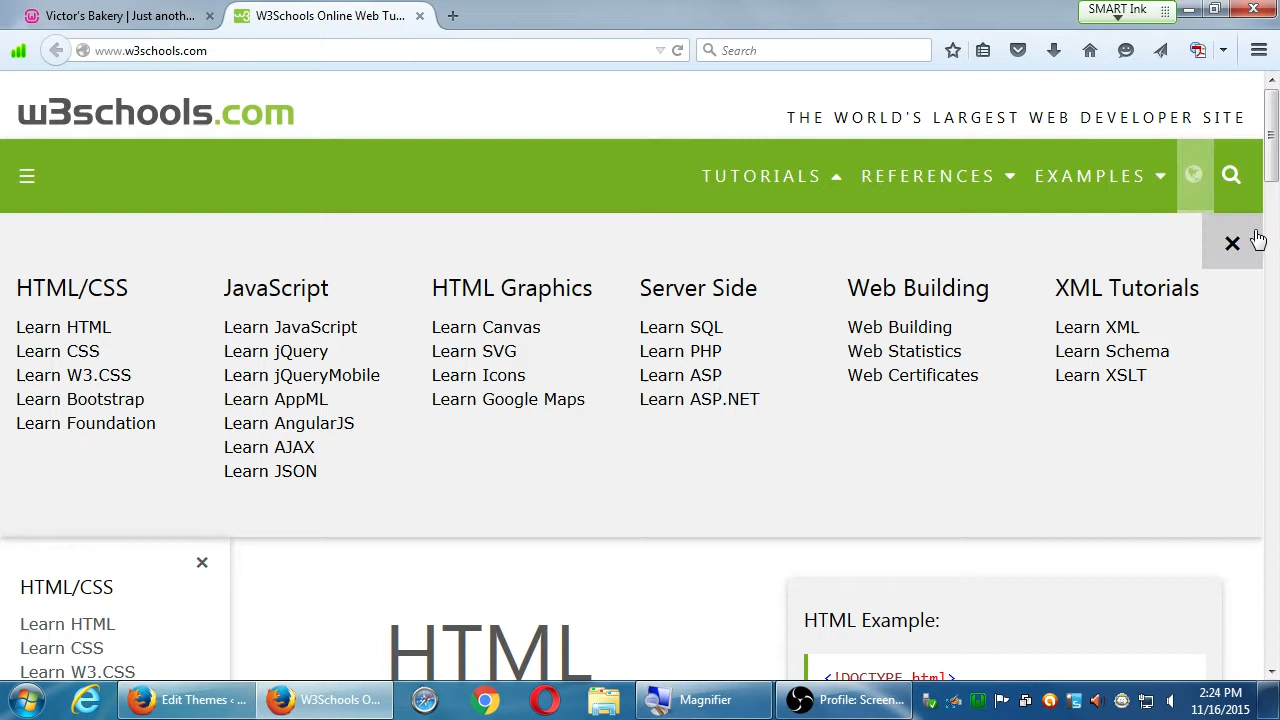 Victor's Bakery | Just anoth...
W3Schools Online Web Tu...
SMART Ink
www.w3schools.com
Search
w3schools.com
THE WORLD'S LARGEST WEB DEVELOPER SITE
TUTORIALS REFERENCES EXAMPLES
HTML/CSS
Learn HTML
Learn CSS
Learn W3.CSS
Learn Bootstrap
Learn Foundation
JavaScript
Learn JavaScript
Learn jQuery
Learn jQueryMobile
Learn AppML
Learn AngularJS
Learn AJAX
Learn JSON
HTML Graphics
Learn Canvas
Learn SVG
Learn Icons
Learn Google Maps
Server Side
Learn SQL
Learn PHP
Learn ASP
Learn ASP.NET
Web Building
Web Building
Web Statistics
Web Certificates
XML Tutorials
Learn XML
Learn Schema
Learn XSLT
HTML/CSS
Learn HTML
Learn CSS
Learn W3.CSS
HTML
HTML Example:
<!DOCTYPE html>
Edit Themes ‹ ...
W3Schools O...
Magnifier
Profile: Screen...
2:24 PM
11/16/2015